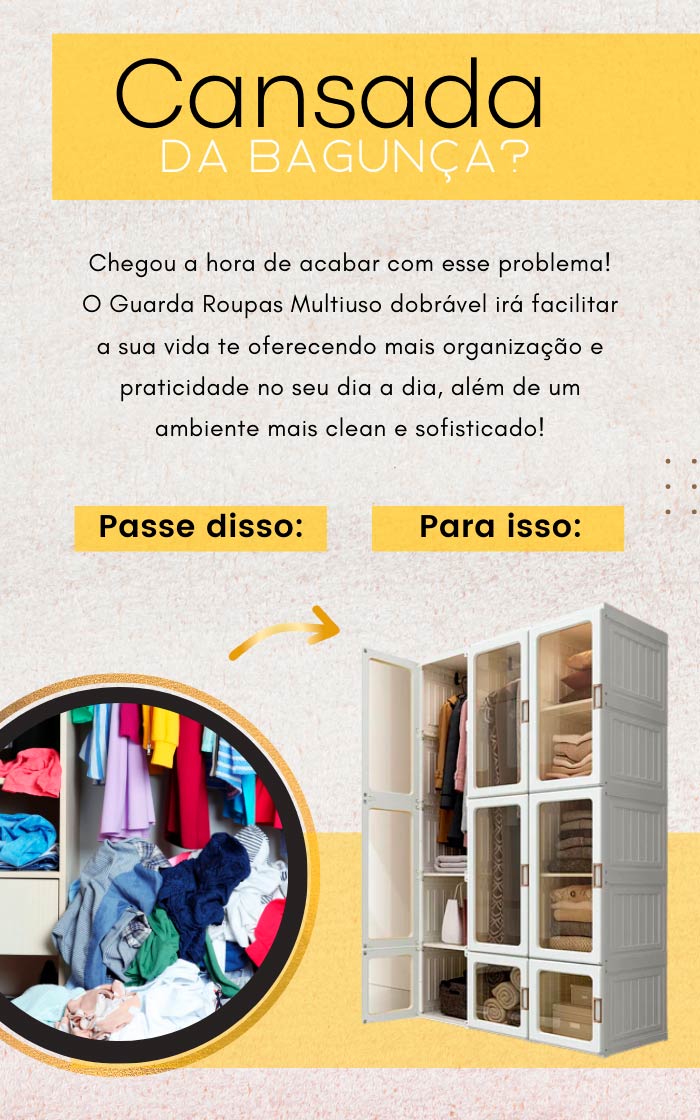 Cansada
DA BAGUNÇA?
Chegou a hora de acabar com esse problema!
O Guarda Roupas Multiuso dobrável irá facilitar
a sua vida te oferecendo mais organização e
praticidade no seu dia a dia, além de um
ambiente mais clean e sofisticado!
Passe disso:
Para isso: